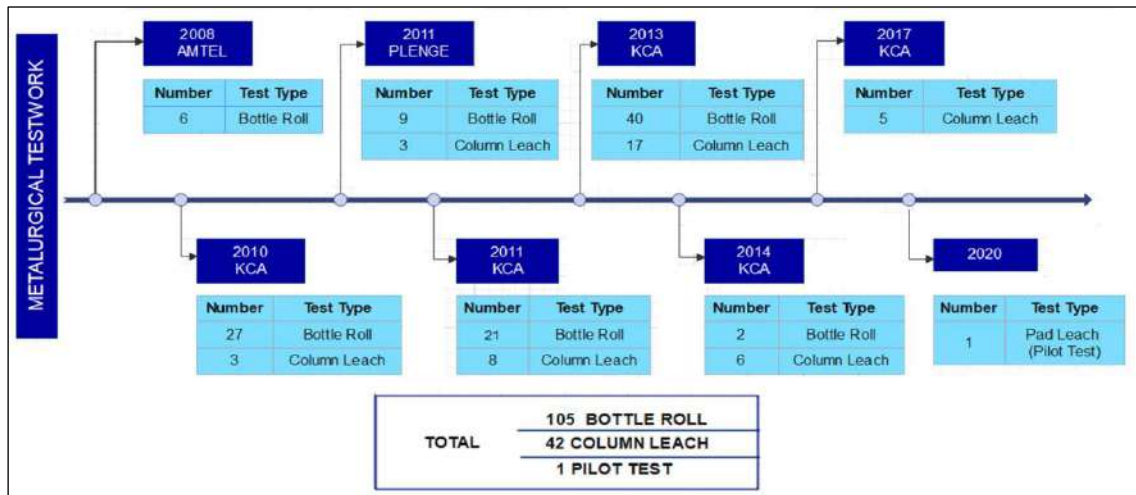 METALURGICAL TESTWORK
2008
AMTEL
Number Test Type
6 Bottle Roll
2011
PLENGE
Number Test Type
9 Bottle Roll
3 Column Leach
2013
KCA
Number Test Type
40 Bottle Roll
17 Column Leach
2017
KCA
Number Test Type
5 Column Leach
2010
KCA
Number Test Type
27 Bottle Roll
3 Column Leach
2011
KCA
Number Test Type
21 Bottle Roll
8 Column Leach
2014
KCA
Number Test Type
2 Bottle Roll
6 Column Leach
2020
Number Test Type
1 Pad Leach
(Pilot Test)
TOTAL
105 BOTTLE ROLL
42 COLUMN LEACH
1 PILOT TEST